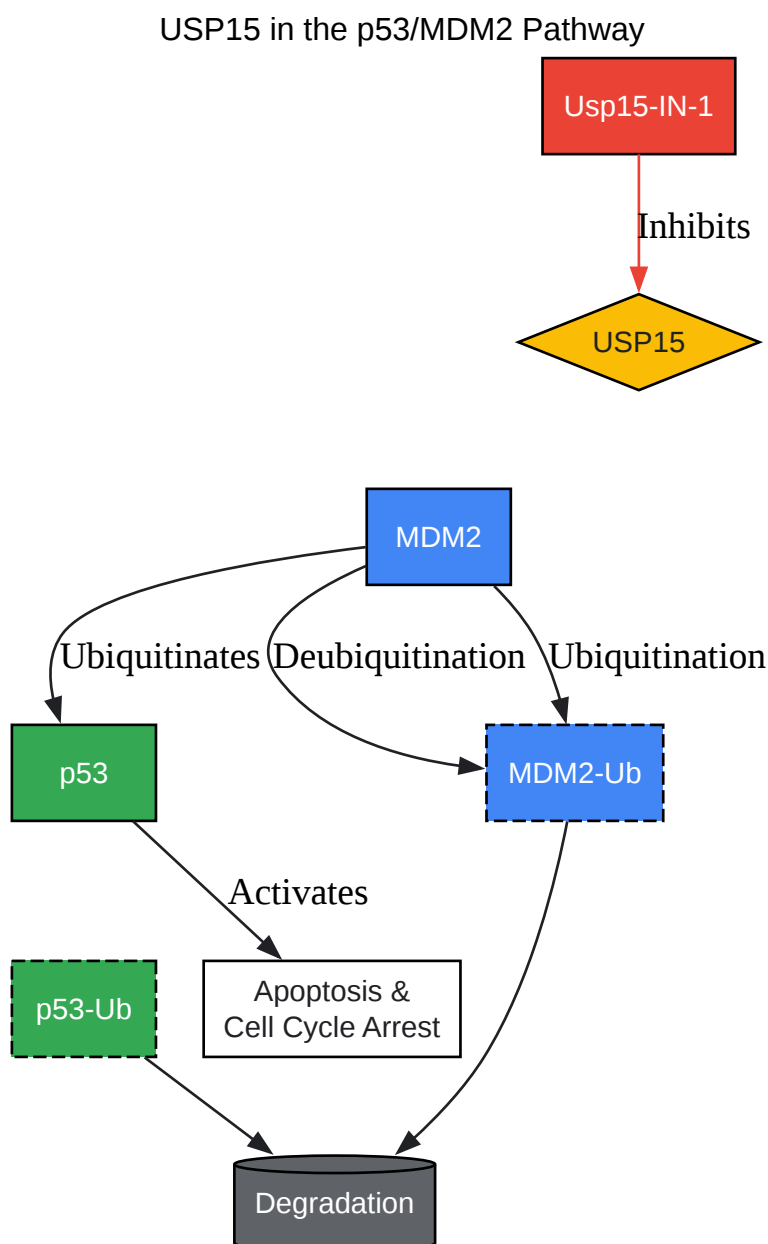 USP15 in the p53/MDM2 Pathway
Usp15-IN-1
Inhibits
USP15
MDM2
Ubiquitinates
Deubiquitination
Ubiquitination
p53
MDM2-Ub
Activates
p53-Ub
Apoptosis &
Cell Cycle Arrest
Degradation